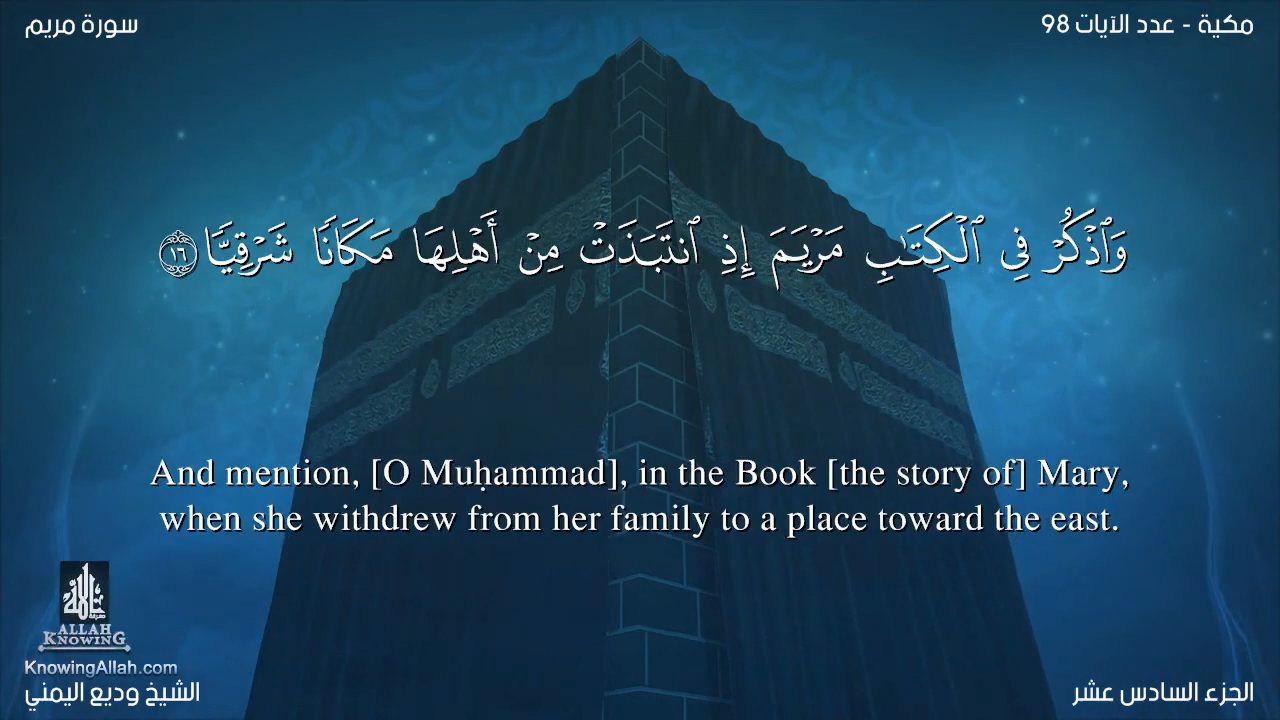 مكية - عدد الآيات 98
سورة مريم
وَٱذۡكُرۡ فِي ٱلۡكِتَٰبِ مَرۡيَمَ إِذِ ٱنتَبَذَتۡ مِنۡ أَهۡلِهَا مَكَانٗا شَرۡقِيّٗا ١٦
And mention, [O Muḥammad], in the Book [the story of] Mary,
when she withdrew from her family to a place toward the east.
ALLAH
KNOWING
KnowingAllah.com
الشيخ وديع اليمني
الجزء السادس عشر